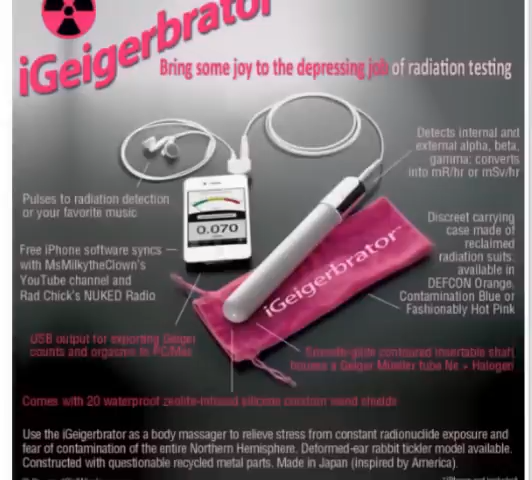 iGeigerbrator
Bring some joy to the depressing job of radiation testing
Detects internal and
external alpha, beta,
gamma: converts
into mR/hr or mSv/hr
Pulses to radiation detection
or your favorite music
0.070
Discreet carrying
case made of
reclaimed
radiation suits:
available in
DEFCON Orange,
Contamination Blue or
Fashionably Hot Pink
Free iPhone software syncs
with MsMilkytheClown's
YouTube channel and
Rad Chick's NUKED Radio
iGeigerbrator™
USB output for exporting Geiger
counts and orgasms to PC/Mac
Smooth-glide contoured insertable shaft
houses a Geiger Mueller tube Ne + Halogen
Comes with 20 waterproof zeolite-infused silicone condom wand shields
Use the iGeigerbrator as a body massager to relieve stress from constant radionuclide exposure and
fear of contamination of the entire Northern Hemisphere. Deformed-ear rabbit tickler model available.
Constructed with questionable recycled metal parts. Made in Japan (inspired by America).